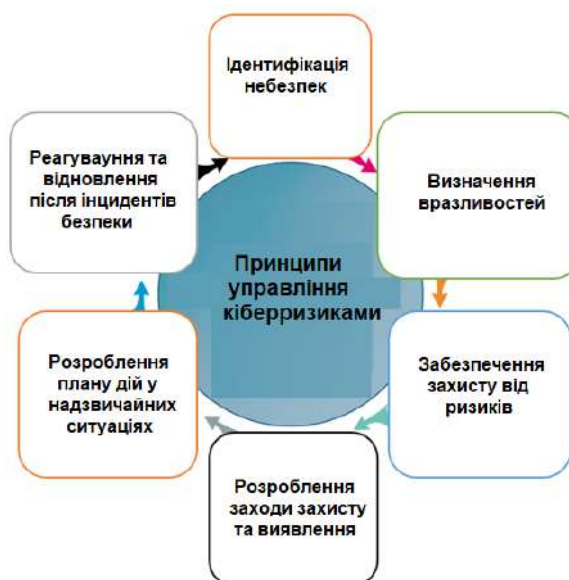 Ідентифікація
небезпек
Визначення
вразливостей
Забезпечення
захисту від
ризиків
Розроблення
заходи захисту
та виявлення
Розроблення
плану дій у
надзвичайних
ситуаціях
Реагувауння та
відновлення
після інцидентів
безпеки
Принципи
управління
кіберризиками